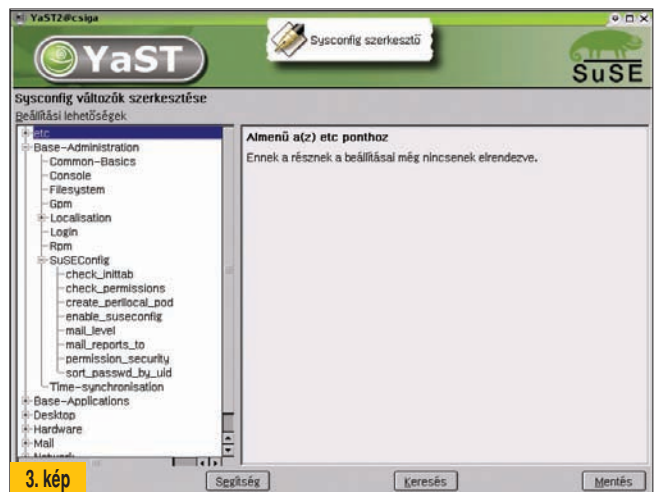 YaST2@csiga
YaST
Sysconfig szerkesztő
SuSE
Sysconfig változók szerkesztése
Beállítási lehetőségek
etc
Base-Administration
Common-Basics
Console
Filesystem
Gpm
Localisation
Login
Rpm
SuSEConfig
check_inittab
check_permissions
create_perllocal_pod
enable_suseconfig
mail_level
mail_reports_to
permission_security
sort_passwd_by_uid
Time-synchronisation
Base-Applications
Desktop
Hardware
Mail
Network
Almenü a(z) etc ponthoz
Ennek a résznek a beállításai még nincsenek elrendezve.
3. kép
Segítség
Keresés
Mentés